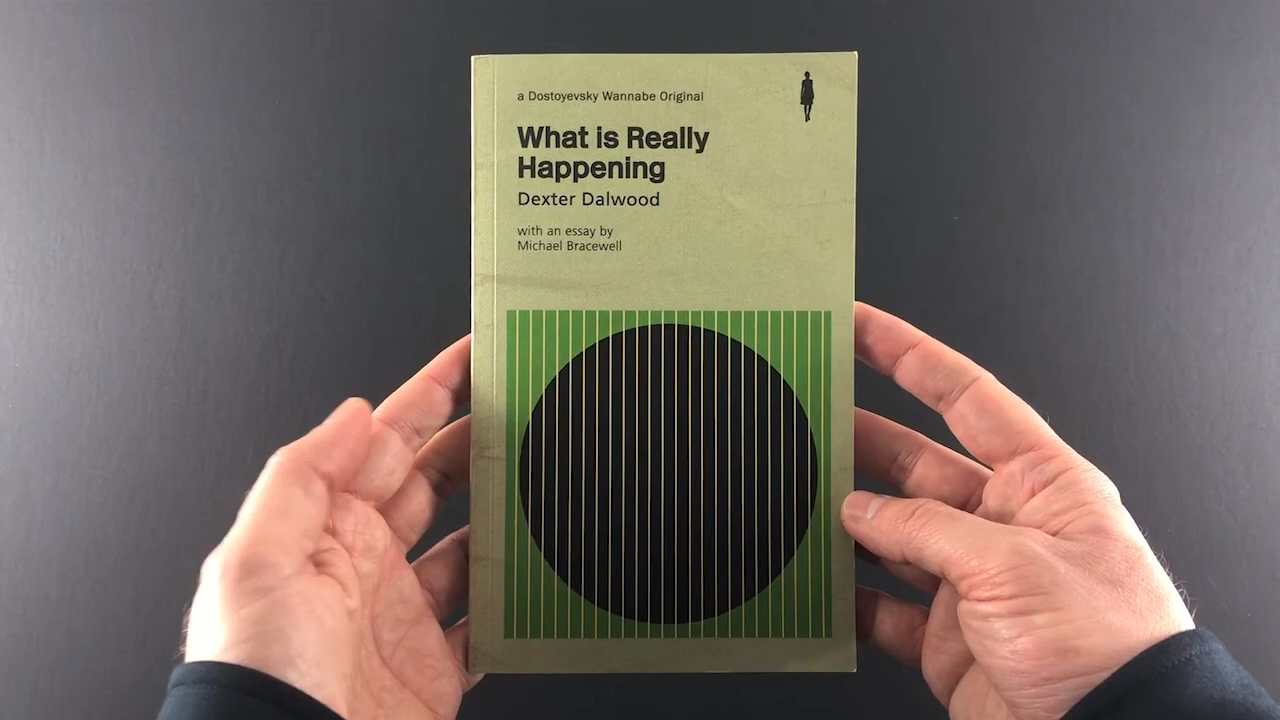 a Dostoyevsky Wannabe Original
What is Really
Happening
Dexter Dalwood
with an essay by
Michael Bracewell